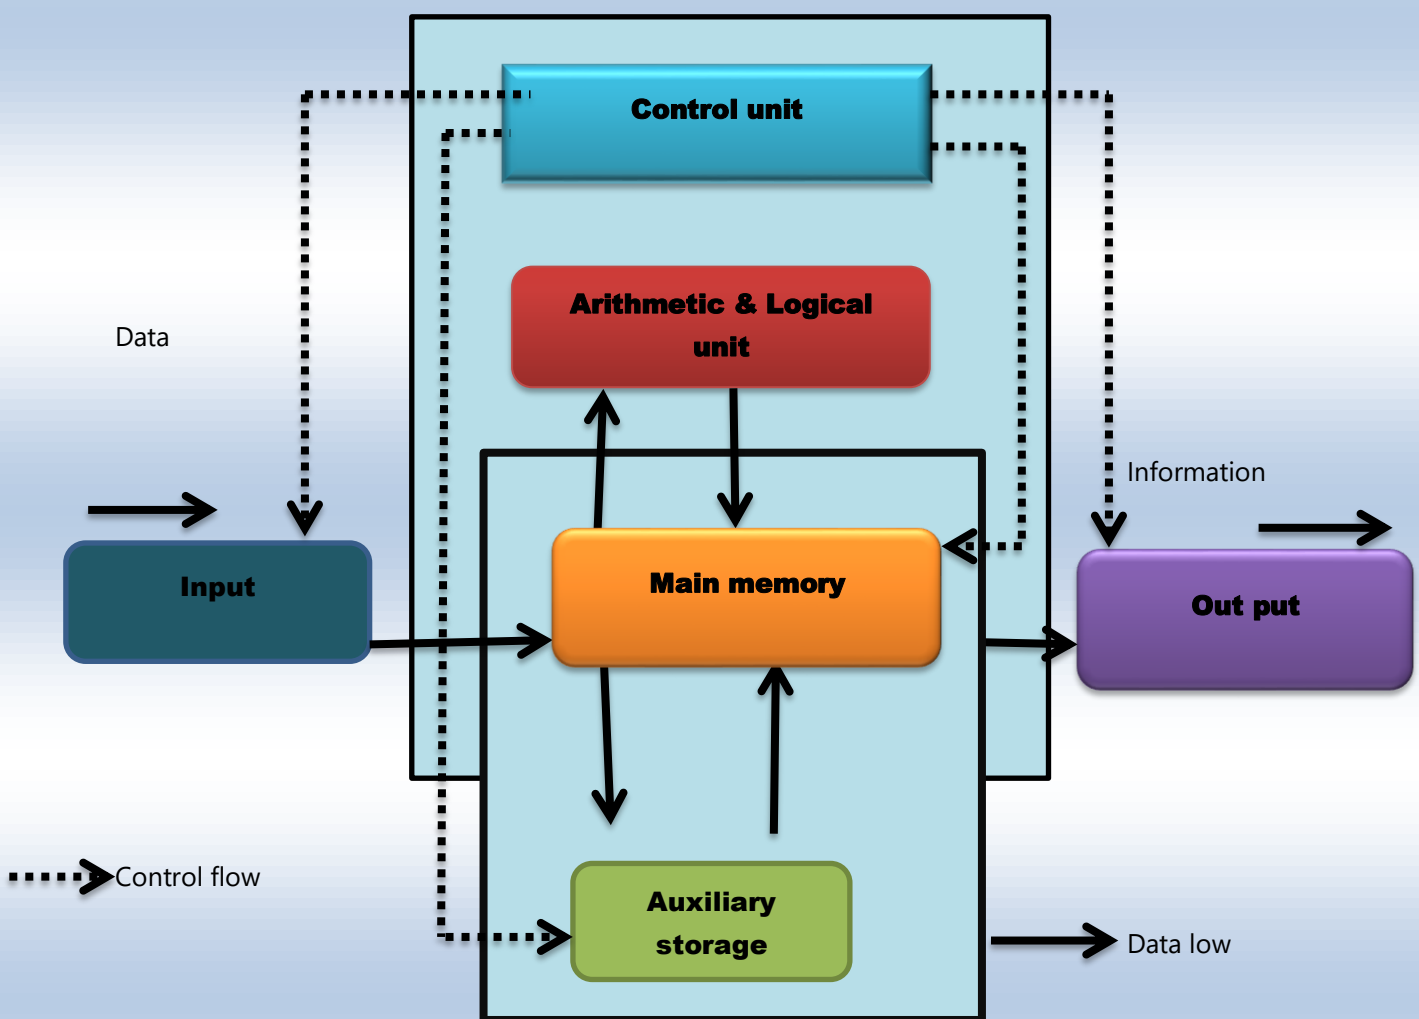 Control unit
Arithmetic & Logical
unit
Data
Information
Input
Main memory
Out put
Control flow
Auxiliary
storage
Data low